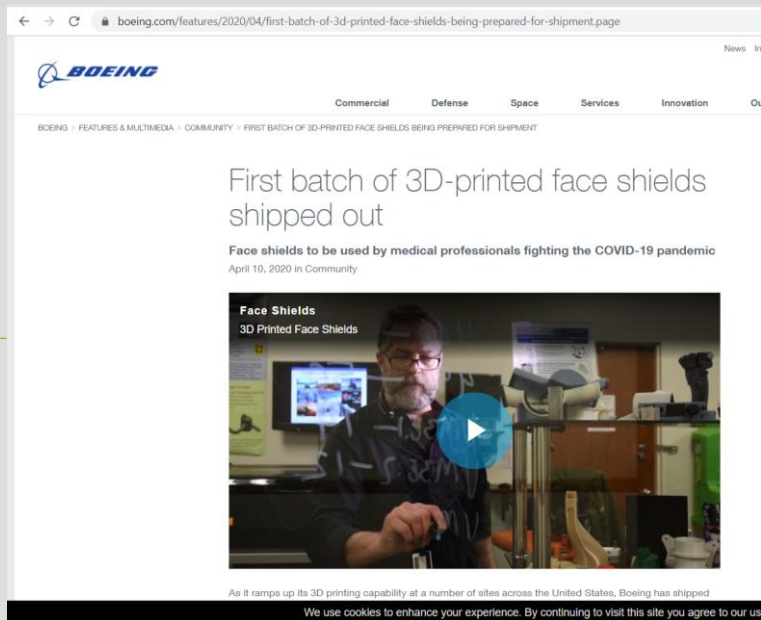 boeing.com/features/2020/04/first-batch-of-3d-printed-face-shields-being-prepared-for-shipment.page
News In
BOEING
Commercial Defense Space Services Innovation Ou
BOEING > FEATURES & MULTIMEDIA > COMMUNITY > FIRST BATCH OF 3D-PRINTED FACE SHIELDS BEING PREPARED FOR SHIPMENT
First batch of 3D-printed face shields
shipped out
Face shields to be used by medical professionals fighting the COVID-19 pandemic
April 10, 2020 in Community
Face Shields
3D Printed Face Shields
As it ramps up its 3D printing capability at a number of sites across the United States, Boeing has shipped
We use cookies to enhance your experience. By continuing to visit this site you agree to our us